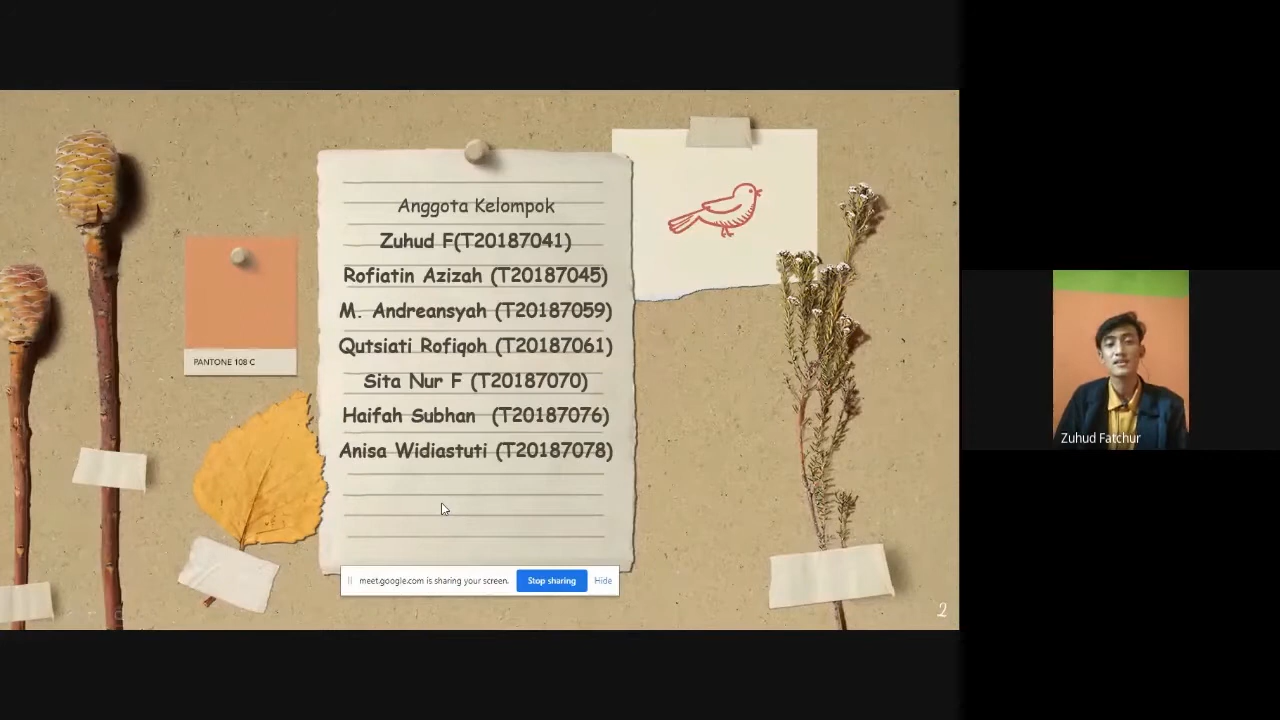 Anggota Kelompok
Zuhud F(T20187041)
Rofiatin Azizah (T20187045)
M. Andreansyah (T20187059)
Qutsiati Rofiqoh (T20187061)
Sita Nur F (T20187070)
Haifah Subhan (T20187076)
Anisa Widiastuti (T20187078)
PANTONE 108 C
meet.google.com is sharing your screen.
Stop sharing
Hide
2
Zuhud Fatchur